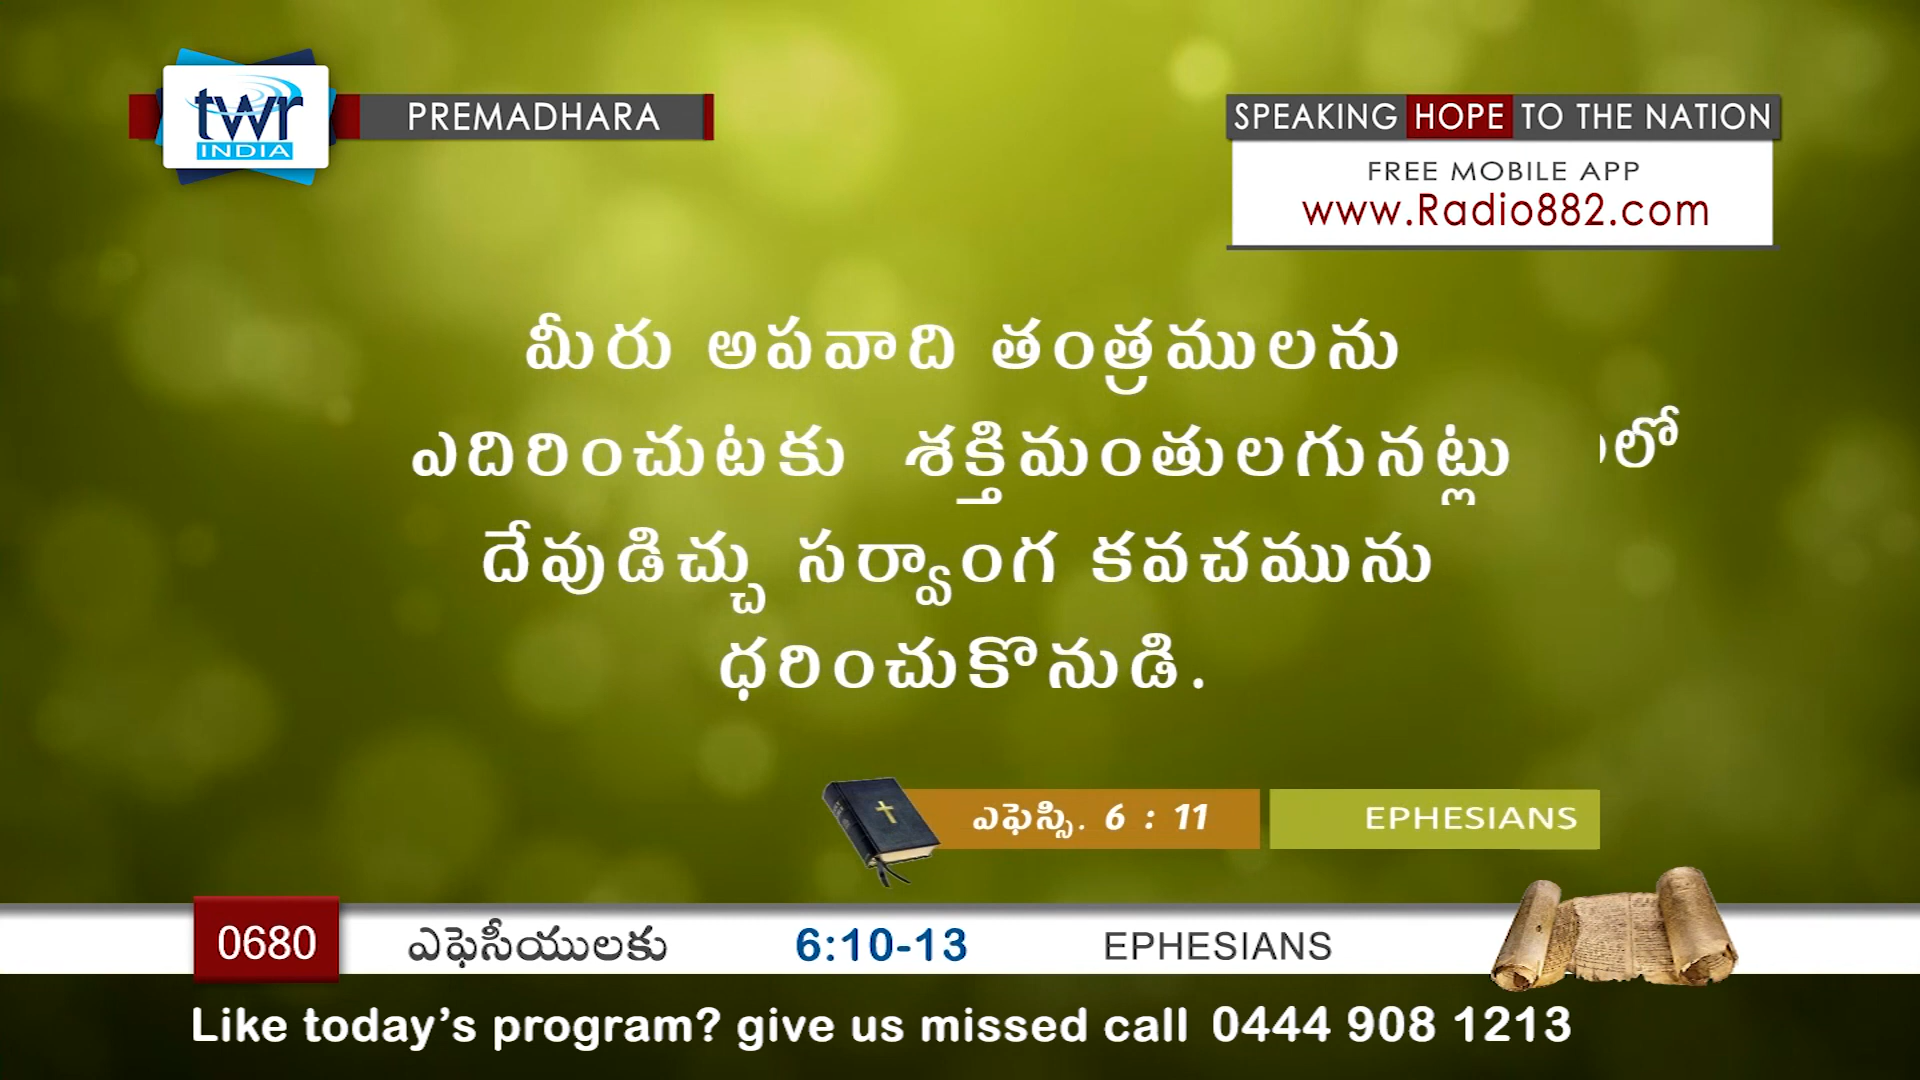 twr
INDIA
PREMADHARA
SPEAKING HOPE TO THE NATION
FREE MOBILE APP
www.Radio882.com
మీరు అపవాది తంత్రములను
ఎదిరించుటకు శక్తిమంతులగునట్లు
దేవుడిచ్చు సర్వాంగ కవచమును
ధరించుకొనుడి.
ఎఫెస్సి. 6 : 11
EPHESIANS
0680 ఎఫెసీయులకు 6:10-13 EPHESIANS
Like today's program? give us missed call 0444 908 1213